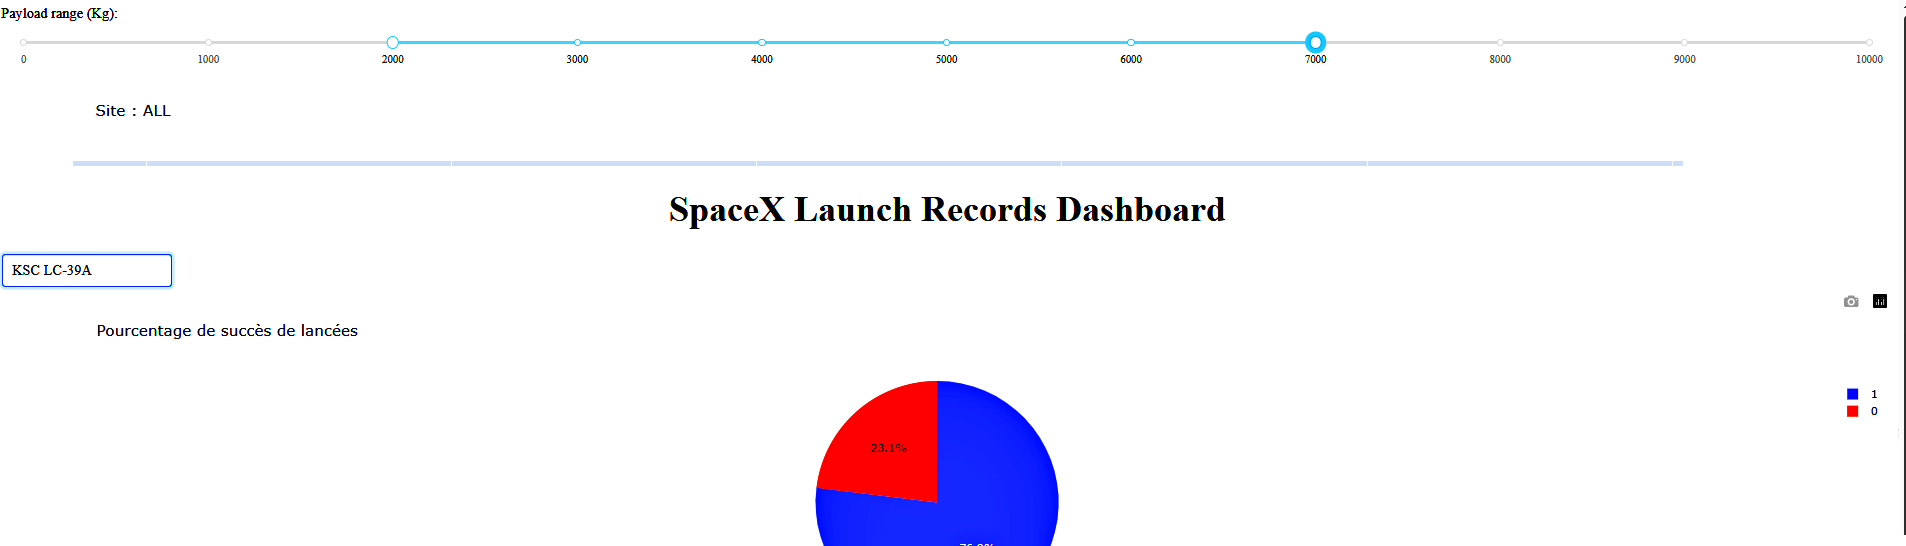 Payload range (Kg):
0 1000 2000 3000 4000 5000 6000 7000 8000 9000 10000
Site : ALL
SpaceX Launch Records Dashboard
KSC LC-39A
Pourcentage de succès de lancées
1
0
23.1%